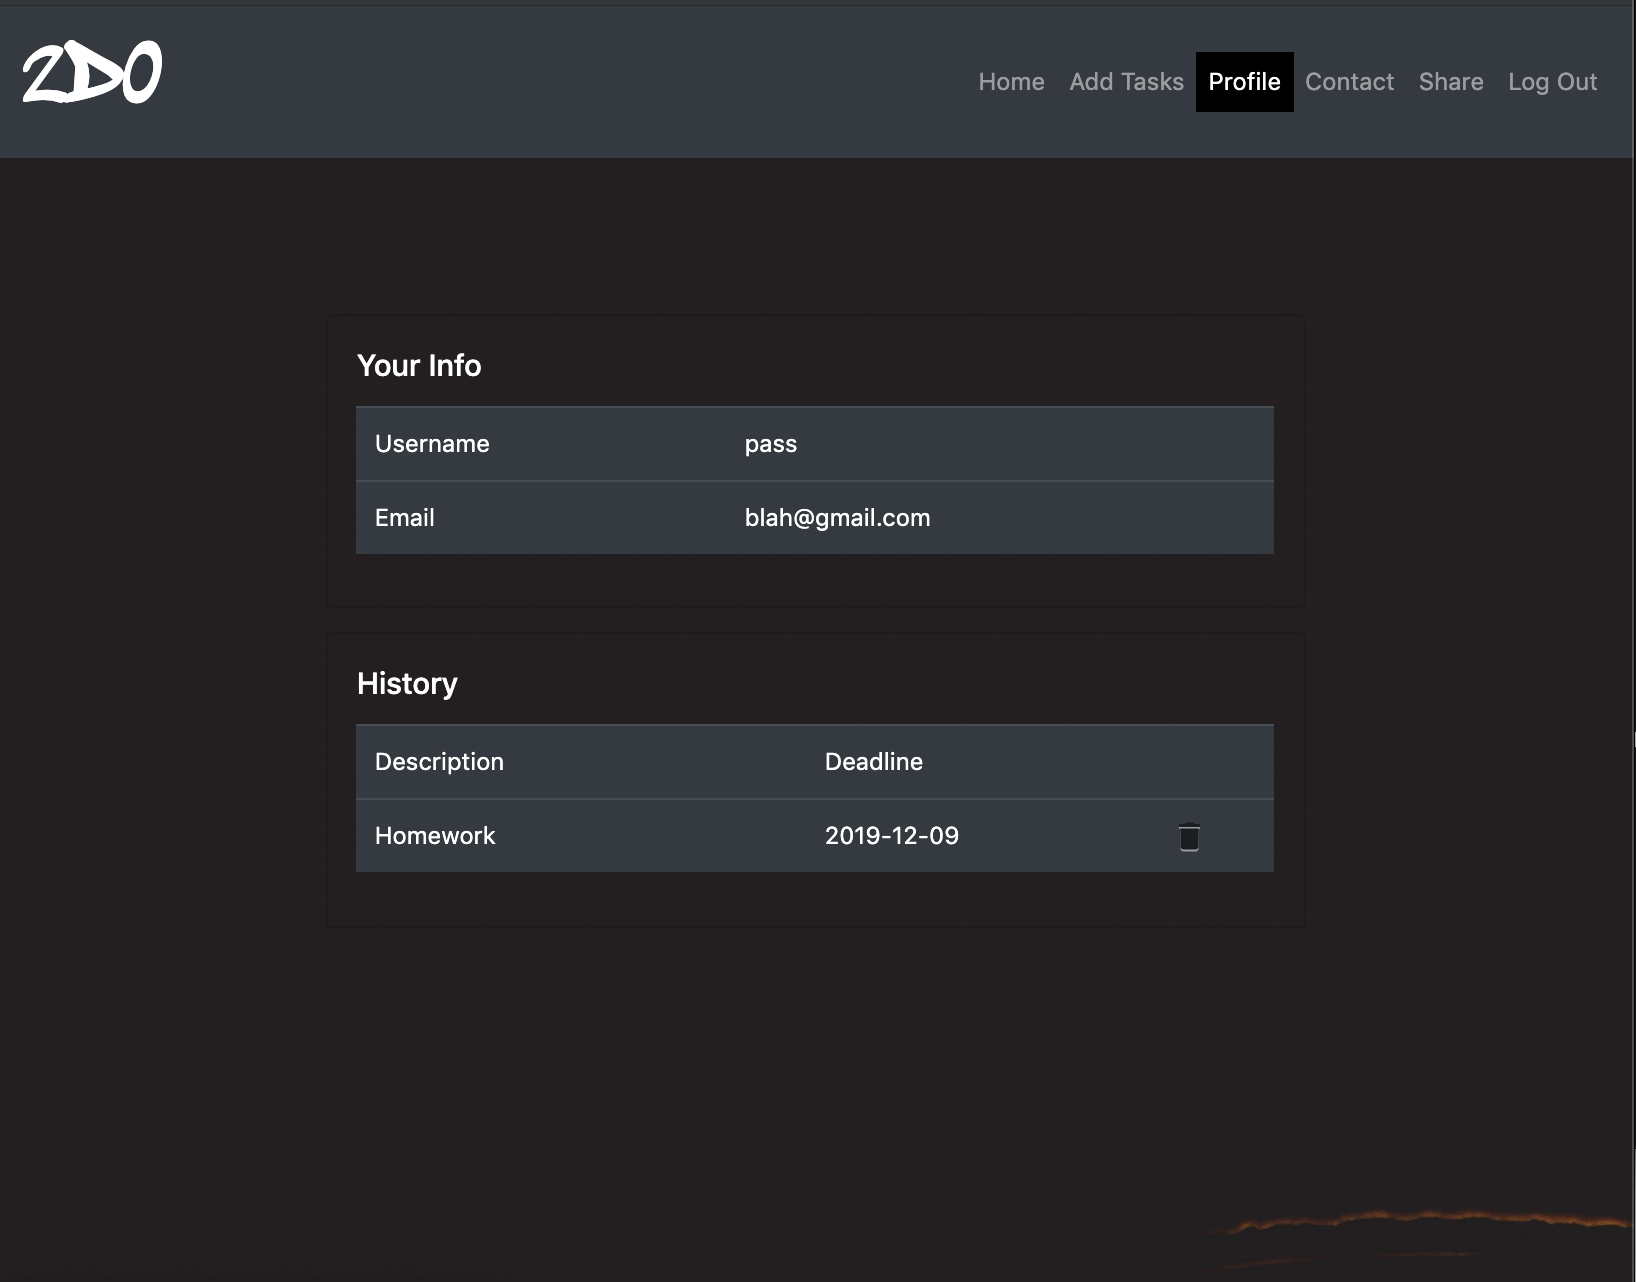 2DO
Home Add Tasks Profile Contact Share Log Out
Your Info
Username pass
Email blah@gmail.com
History
Description Deadline
Homework 2019-12-09